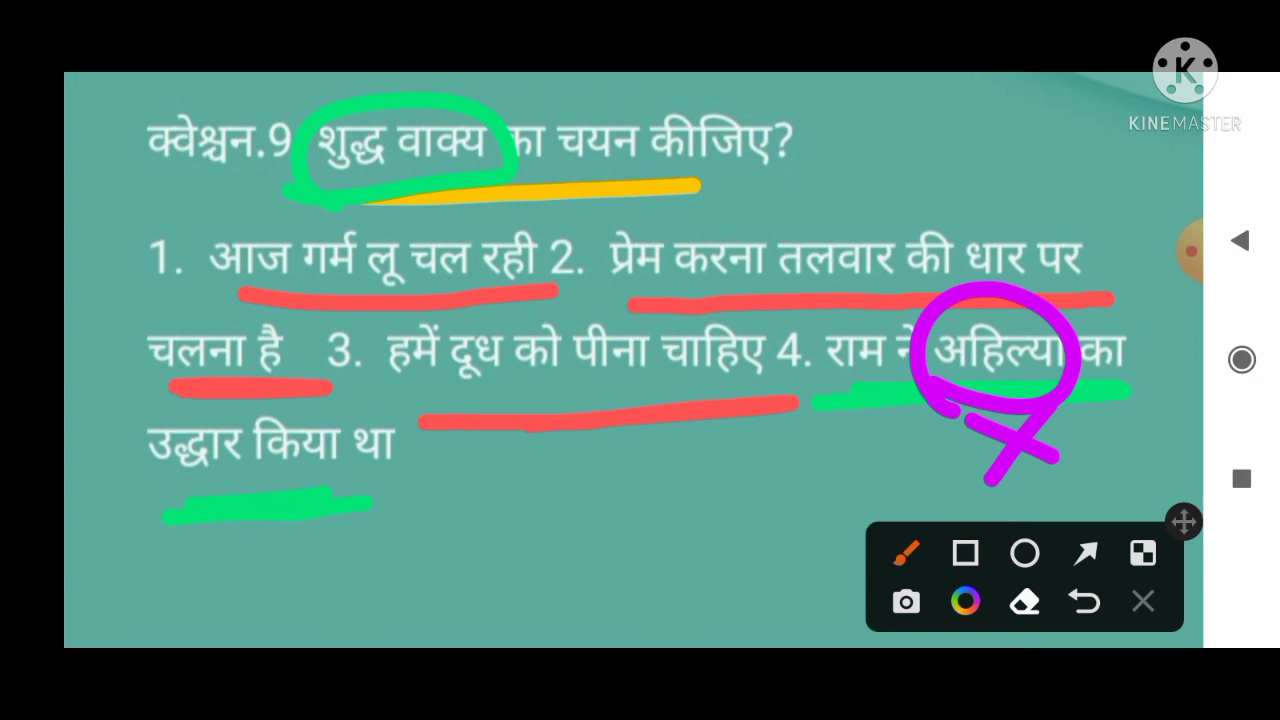 KINEMASTER
क्वेश्चन.9 शुद्ध वाक्य का चयन कीजिए?
1. आज गर्म लू चल रही 2. प्रेम करना तलवार की धार पर
चलना है 3. हमें दूध को पीना चाहिए 4. राम ने अहिल्या का
उद्धार किया था